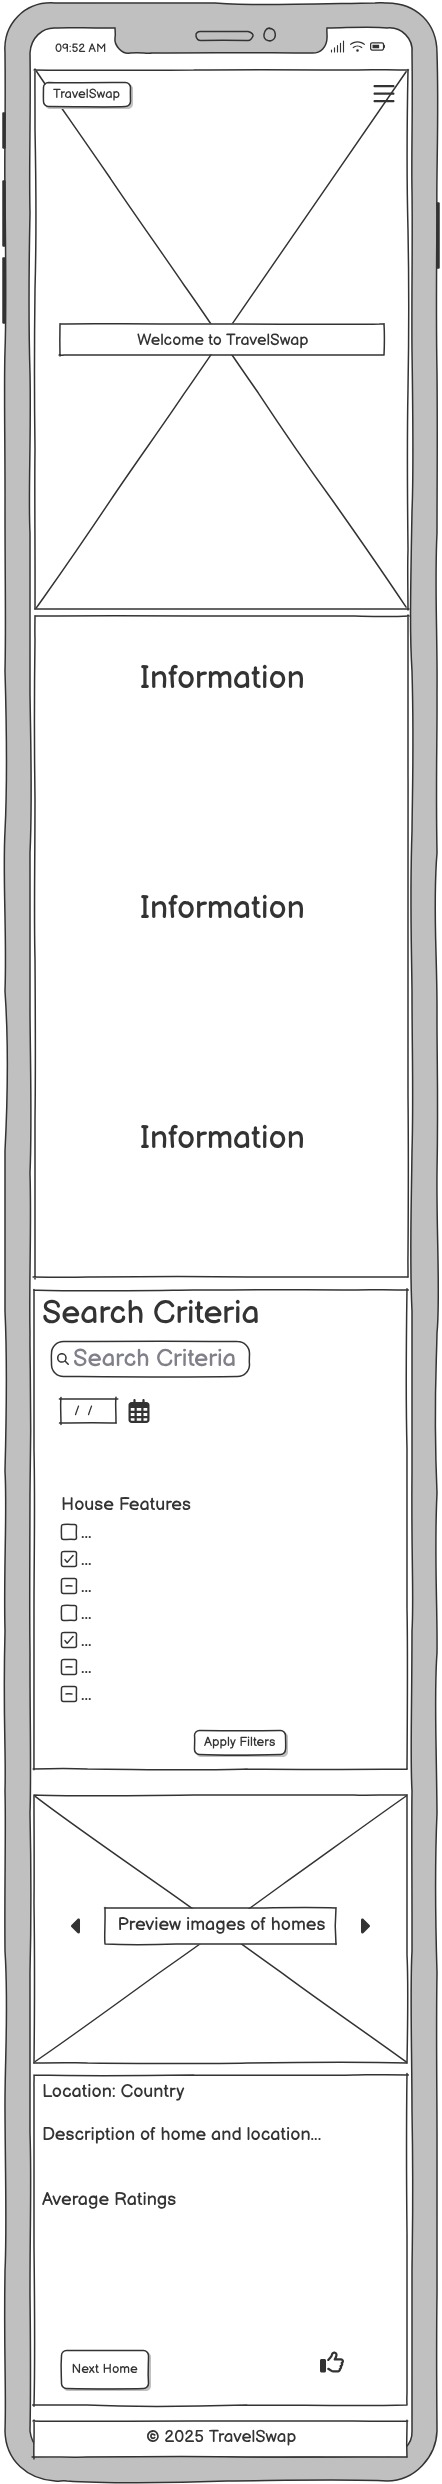 09:52 AM
TravelSwap
Welcome to TravelSwap
Information
Information
Information
Search Criteria
Search Criteria
/ /
House Features
...
...
...
...
...
...
...
Apply Filters
Preview images of homes
Location: Country
Description of home and location...
Average Ratings
Next Home
© 2025 TravelSwap